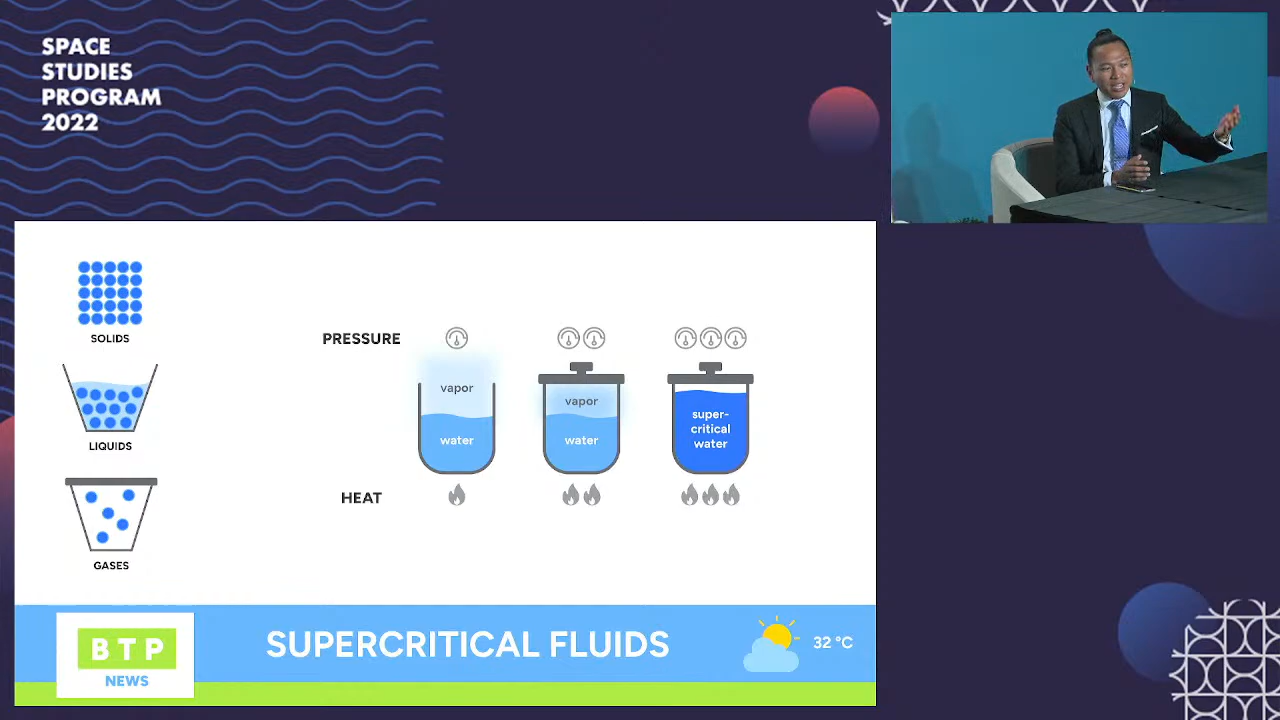 SPACE
STUDIES
PROGRAM
2022
SOLIDS
LIQUIDS
GASES
PRESSURE
vapor
water
vapor
water
super-
critical
water
HEAT
BTP
NEWS
SUPERCRITICAL FLUIDS
32 °C